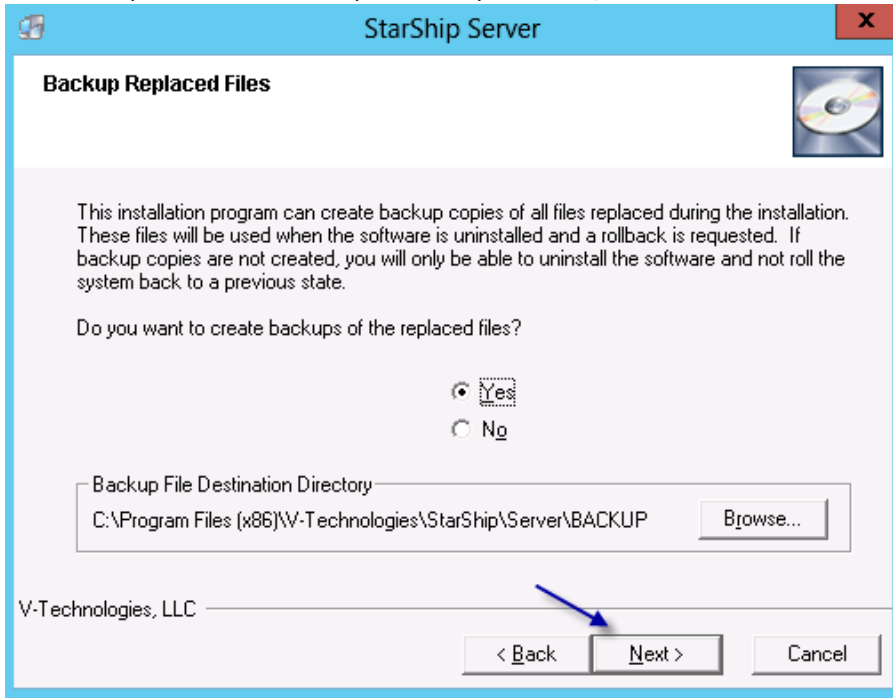 StarShip Server
X
Backup Replaced Files
This installation program can create backup copies of all files replaced during the installation.
These files will be used when the software is uninstalled and a rollback is requested. If
backup copies are not created, you will only be able to uninstall the software and not roll the
system back to a previous state.
Do you want to create backups of the replaced files?
Yes
No
Backup File Destination Directory
C:\Program Files (x86)\V-Technologies\StarShip\Server\BACKUP Browse...
V-Technologies, LLC
< Back Next > Cancel